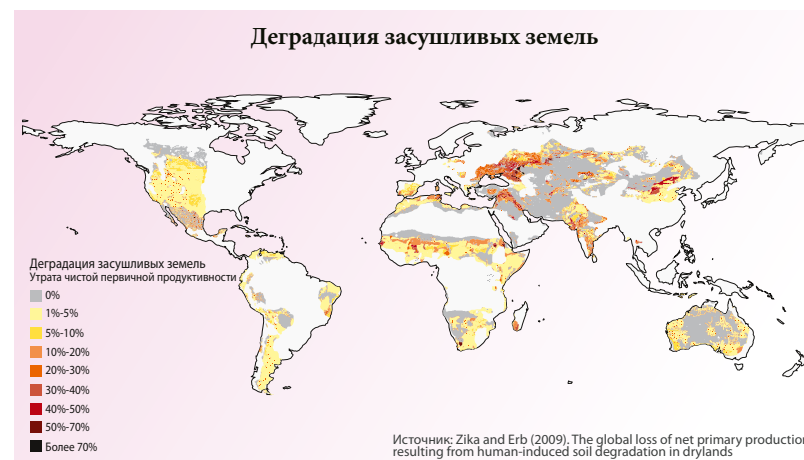 Деградация засушливых земель
Деградация засушливых земель
Утрата чистой первичной продуктивности
0%
1%-5%
5%-10%
10%-20%
20%-30%
30%-40%
40%-50%
50%-70%
Более 70%
Источник: Zika and Erb (2009). The global loss of net primary production
resulting from human-induced soil degradation in drylands